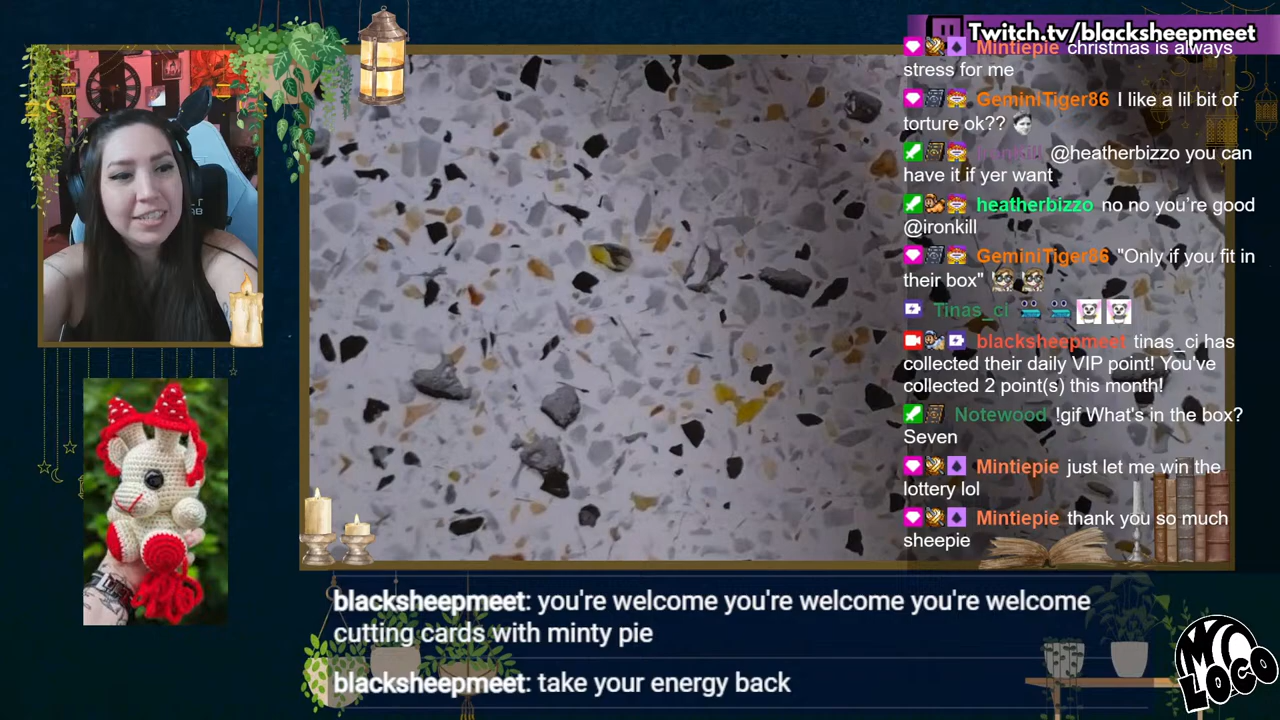 Twitch.tv/blacksheepmeet
Mintiepie christmas is always
stress for me
GeminiTiger86 I like a lil bit of
torture ok??
ironkill @heatherbizzo you can
have it if yer want
heatherbizzo no no you’re good
@ironkill
GeminiTiger86 "Only if you fit in
their box"
Tinas_ci
blacksheepmeet tinas_ci has
collected their daily VIP point! You've
collected 2 point(s) this month!
Notewood !gif What's in the box?
Seven
Mintiepie just let me win the
lottery lol
Mintiepie thank you so much
sheepie
blacksheepmeet: you're welcome you're welcome you're welcome
cutting cards with minty pie
blacksheepmeet: take your energy back
MC
LOCO